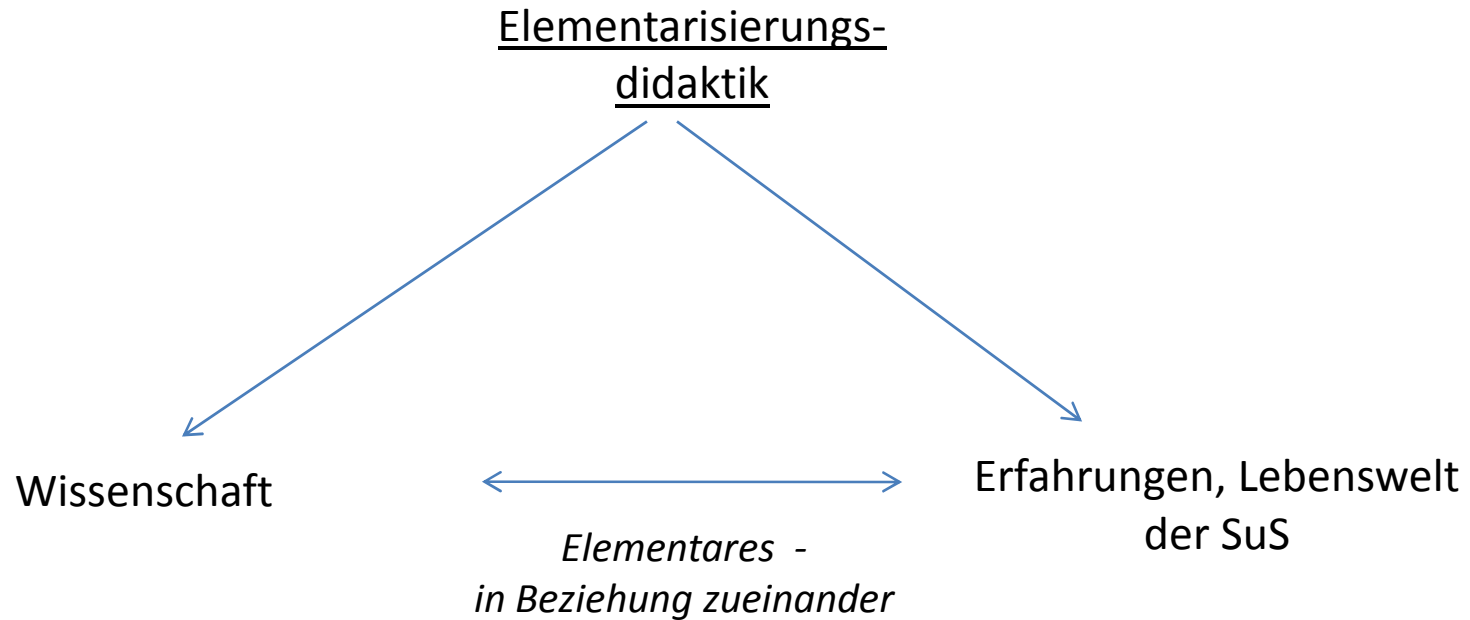 Elementarisierungs-
didaktik
Wissenschaft
Erfahrungen, Lebenswelt
der SuS
Elementares -
in Beziehung zueinander